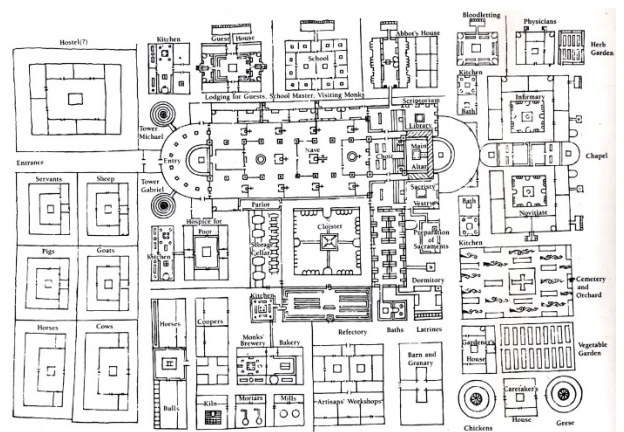 Hostel(?)
Kitchen
Guest House
School
Abbot's House
Bloodletting
Physicians
Herb
Garden
Kitchen
Bath
Infirmary
Lodging for Guests, School Master, Visiting Monks
Tower
Michael
Scriptorium
Library
Entrance
Entry
Nave
Choir
Main
Altar
Chapel
Tower
Gabriel
Sacristy
Vestry
Novitiate
Servants
Sheep
Parlor
Bath
Kitchen
Hospice for
Poor
Kitchen
Storage
Cellar
Cloister
Preparation
of
Sacraments
Pigs
Goats
Dormitory
Cemetery
and
Orchard
Kitchen
Horses
Cows
Horses
Coopers
Refectory
Baths
Latrines
Monks'
Brewery
Bakery
Barn and
Granary
Gardener's
House
Vegetable
Garden
Bulls
Kiln
Mortars
Mills
Artisans' Workshops
Chickens
Caretaker's
House
Geese